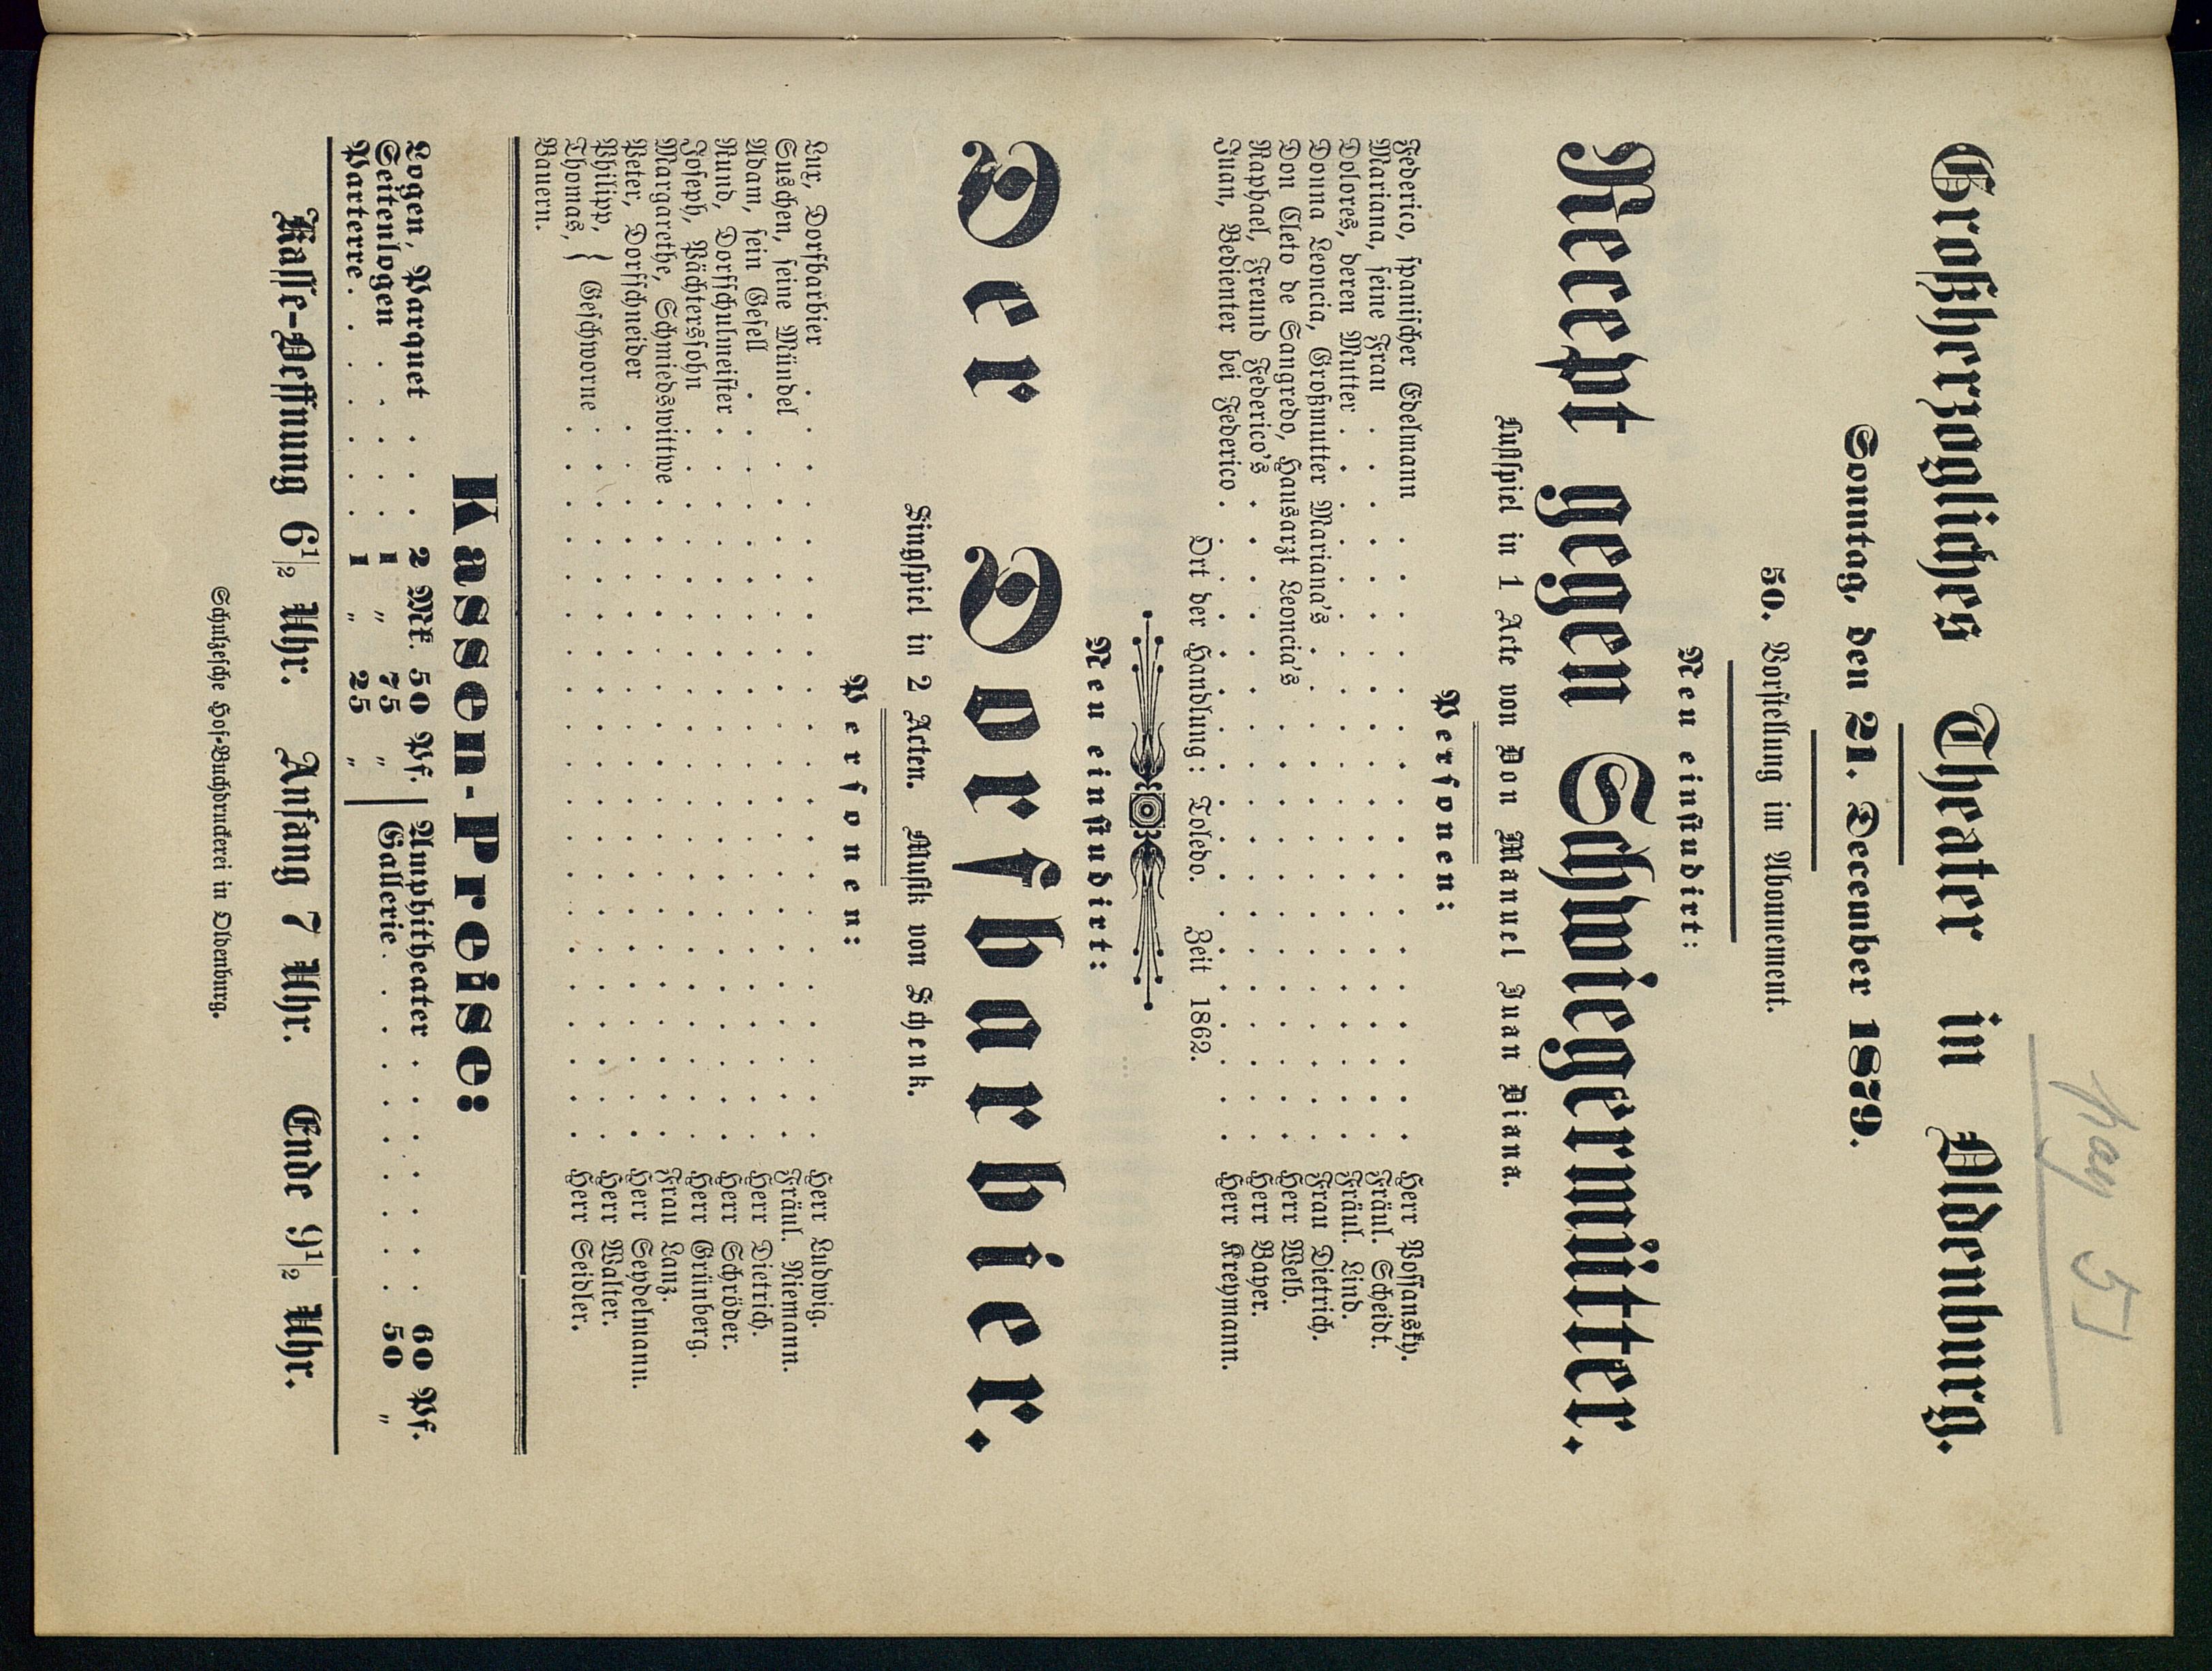 Großherzogliches Theater in Oldenburg.
Sonntag, den 21. December 1879.
50. Vorstellung im Abonnement.
Neu einstudirt:
Recept gegen Schwiegermütter.
Lustspiel in 1 Acte von Don Manuel Juan Diana.
Personen:
Federico, spanischer Edelmann . . . Herr Possansky.
Mariana, seine Frau . . . Fräul. Scheidt.
Dolores, deren Mutter . . . Fräul. Lind.
Donna Leoncia, Großmutter Mariana's . . . Frau Dietrich.
Don Cleto de Sangredo, Hausarzt Leoncia's . . . Herr Welb.
Raphael, Freund Federico's . . . Herr Bayer.
Juan, Bedienter bei Federico . . . Herr Kreymann.
Ort der Handlung: Toledo. Zeit 1862.
Neu einstudirt:
Der Dorfbarbier.
Singspiel in 2 Acten. Musik von Schenk.
Personen:
Lux, Dorfbarbier . . . Herr Ludwig.
Suschen, seine Mündel . . . Fräul. Niemann.
Adam, sein Gesell . . . Herr Dietrich.
Rund, Dorfschulmeister . . . Herr Schröder.
Joseph, Pächterssohn . . . Herr Grünberg.
Margarethe, Schmiedswittwe . . . Frau Lanz.
Peter, Dorfschneider . . . Herr Seydelmann.
Philipp, } Geschworne . . . Herr Walter.
Thomas, } . . . Herr Seidler.
Bauern.
Kassen-Preise:
Logen, Parquet . . . 2 Mk. 50 Pf. | Amphitheater . . . 60 Pf.
Seitenlogen . . . 1 " 75 " | Gallerie . . . 50 "
Parterre . . . 1 " 25 "
Kasse-Oeffnung 6½ Uhr. Anfang 7 Uhr. Ende 9½ Uhr.
Schulzesche Hof-Buchdruckerei in Oldenburg.